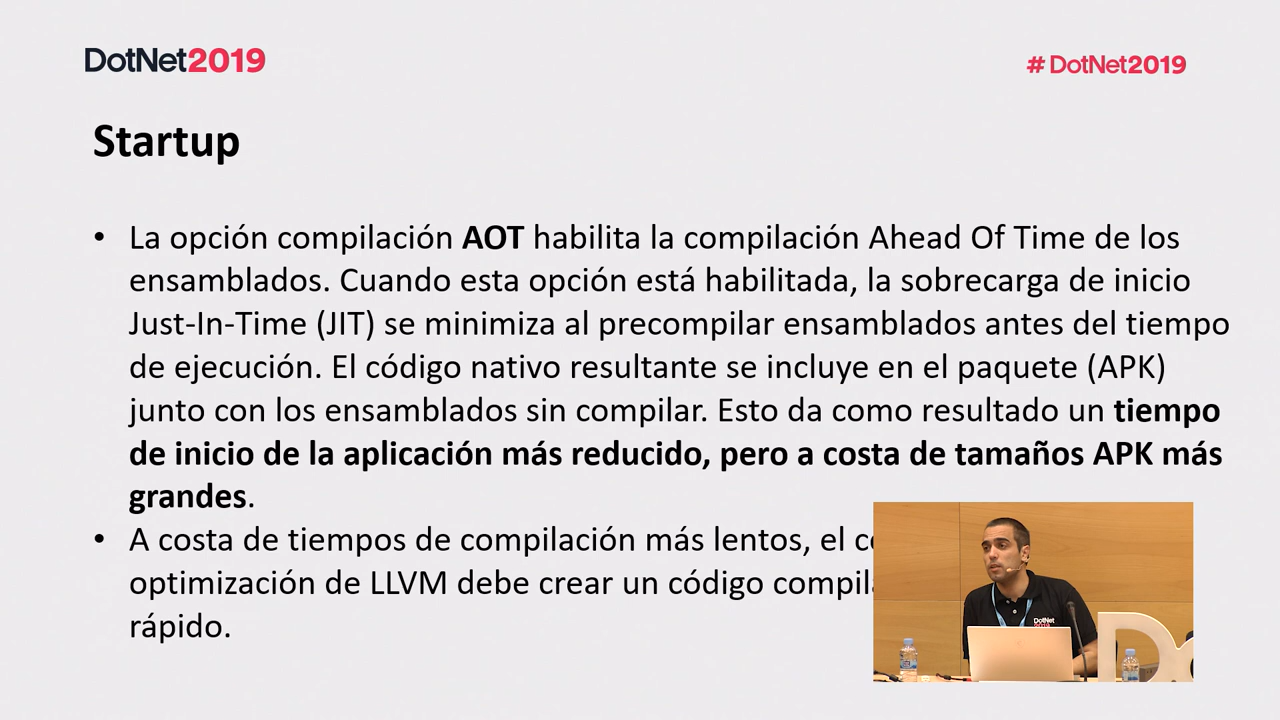 DotNet2019
# DotNet2019
Startup
• La opción compilación AOT habilita la compilación Ahead Of Time de los
ensamblados. Cuando esta opción está habilitada, la sobrecarga de inicio
Just-In-Time (JIT) se minimiza al precompilar ensamblados antes del tiempo
de ejecución. El código nativo resultante se incluye en el paquete (APK)
junto con los ensamblados sin compilar. Esto da como resultado un tiempo
de inicio de la aplicación más reducido, pero a costa de tamaños APK más
grandes.
• A costa de tiempos de compilación más lentos, el
optimización de LLVM debe crear un código
rápido.
DotNet
2019